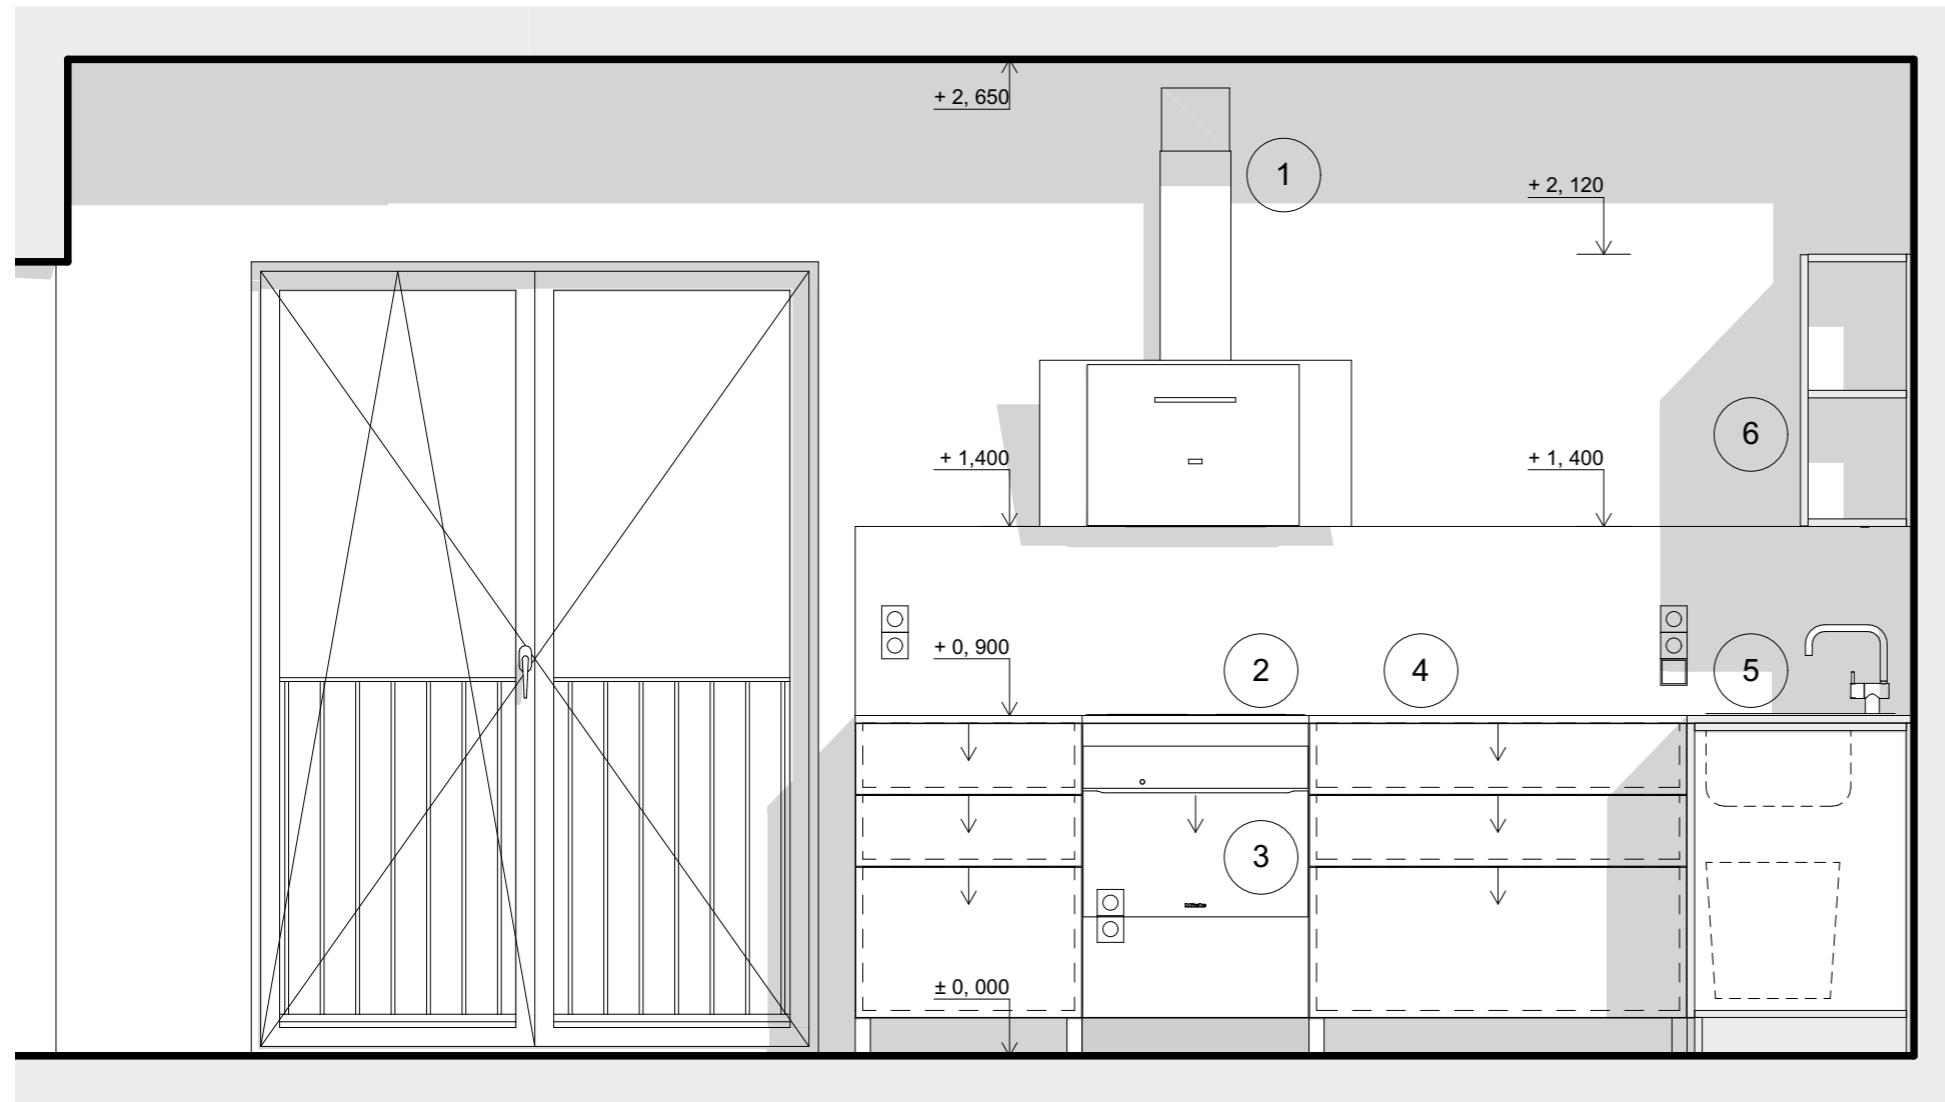 + 2, 650
1
+ 2, 120
+ 1,400
+ 1, 400
6
+ 0, 900
2
4
5
3
± 0, 000